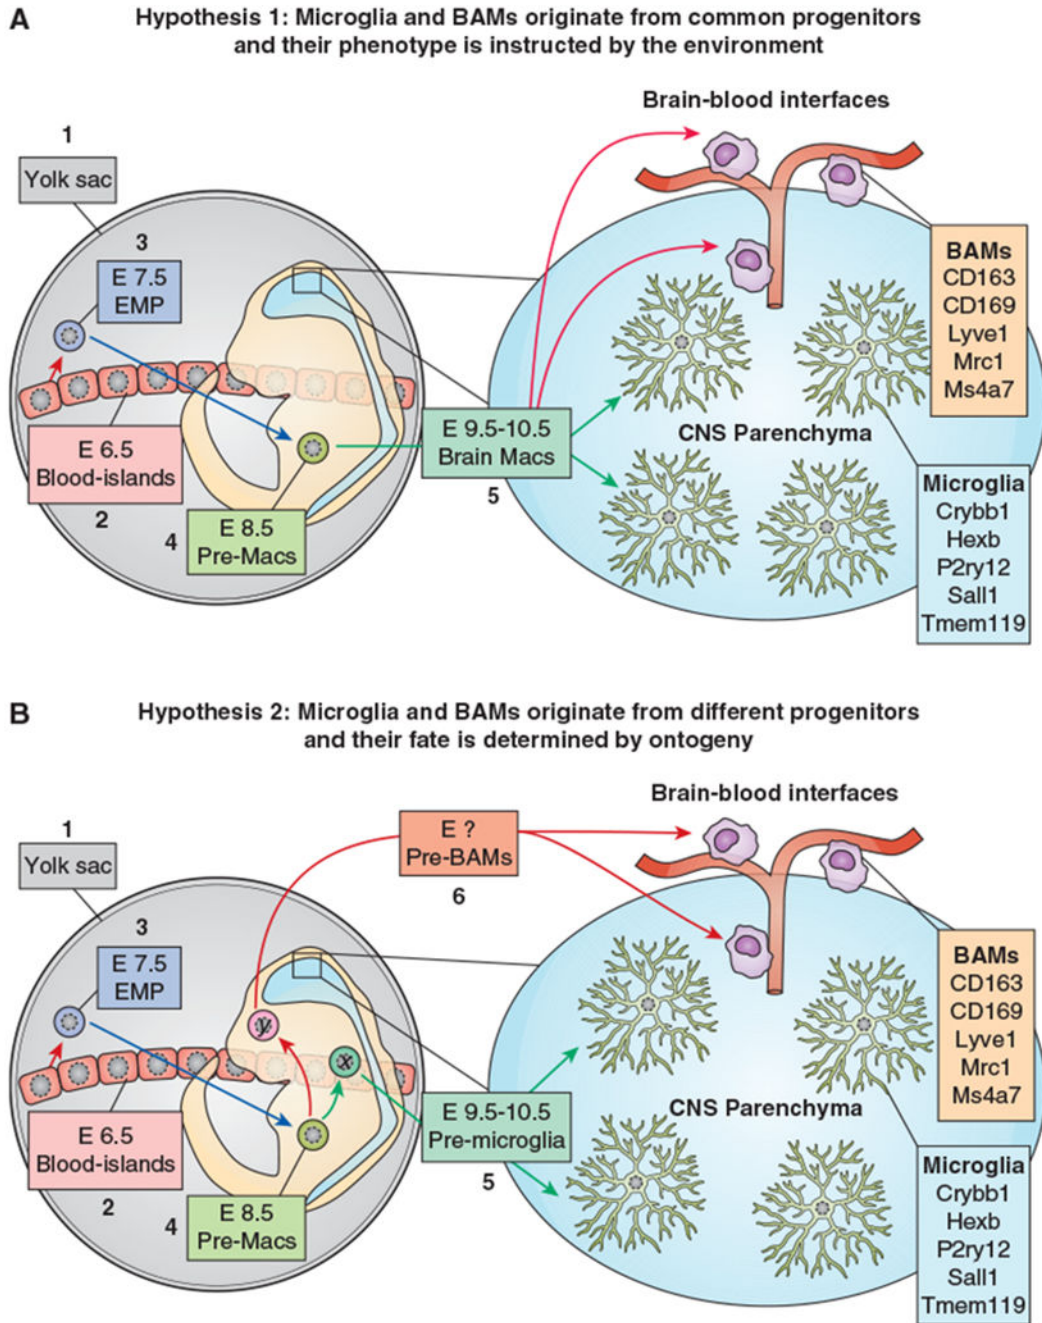 A
Hypothesis 1: Microglia and BAMs originate from common progenitors
and their phenotype is instructed by the environment
Brain-blood interfaces
1
Yolk sac
3
E 7.5
EMP
BAMs
CD163
CD169
Lyve1
Mrc1
Ms4a7
E 6.5
Blood-islands
2
E 9.5-10.5
Brain Macs
5
CNS Parenchyma
4
E 8.5
Pre-Macs
Microglia
Crybb1
Hexb
P2ry12
Sall1
Tmem119
B
Hypothesis 2: Microglia and BAMs originate from different progenitors
and their fate is determined by ontogeny
Brain-blood interfaces
1
Yolk sac
E ?
Pre-BAMs
6
3
E 7.5
EMP
y
x
BAMs
CD163
CD169
Lyve1
Mrc1
Ms4a7
E 6.5
Blood-islands
2
E 9.5-10.5
Pre-microglia
5
CNS Parenchyma
4
E 8.5
Pre-Macs
Microglia
Crybb1
Hexb
P2ry12
Sall1
Tmem119